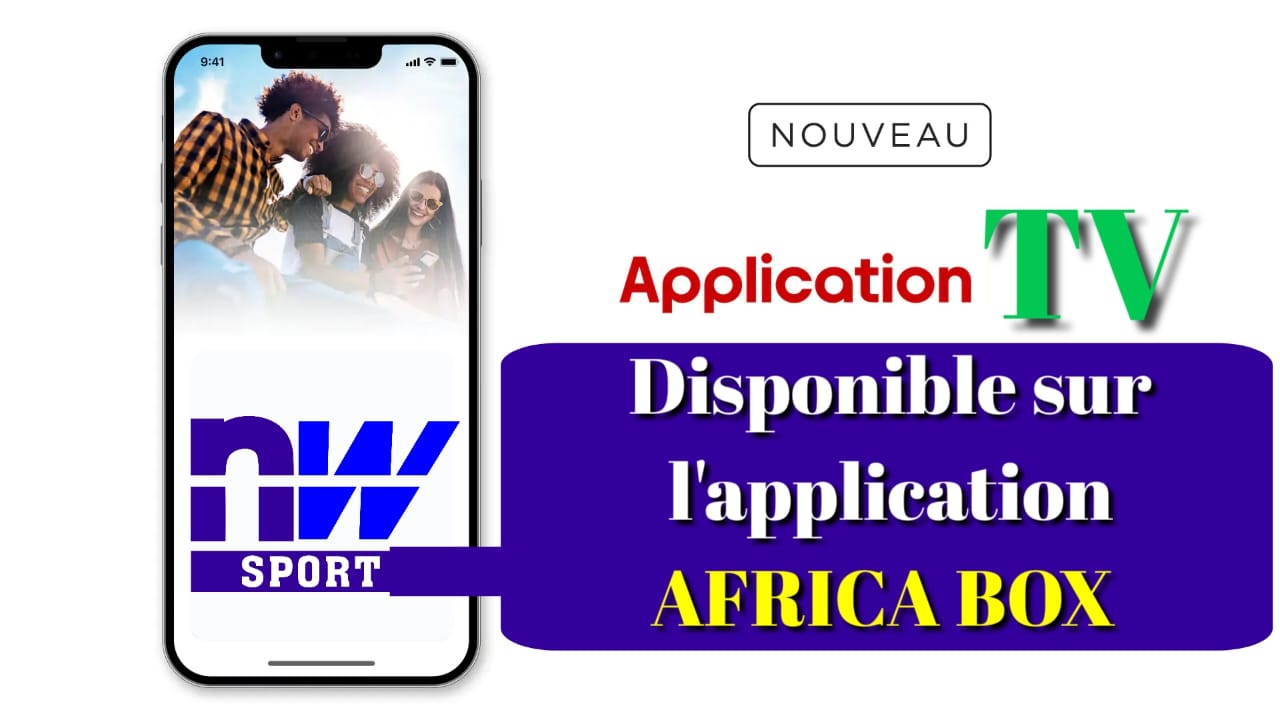 9:41
nw
SPORT
NOUVEAU
Application TV
Disponible sur
l'application
AFRICA BOX